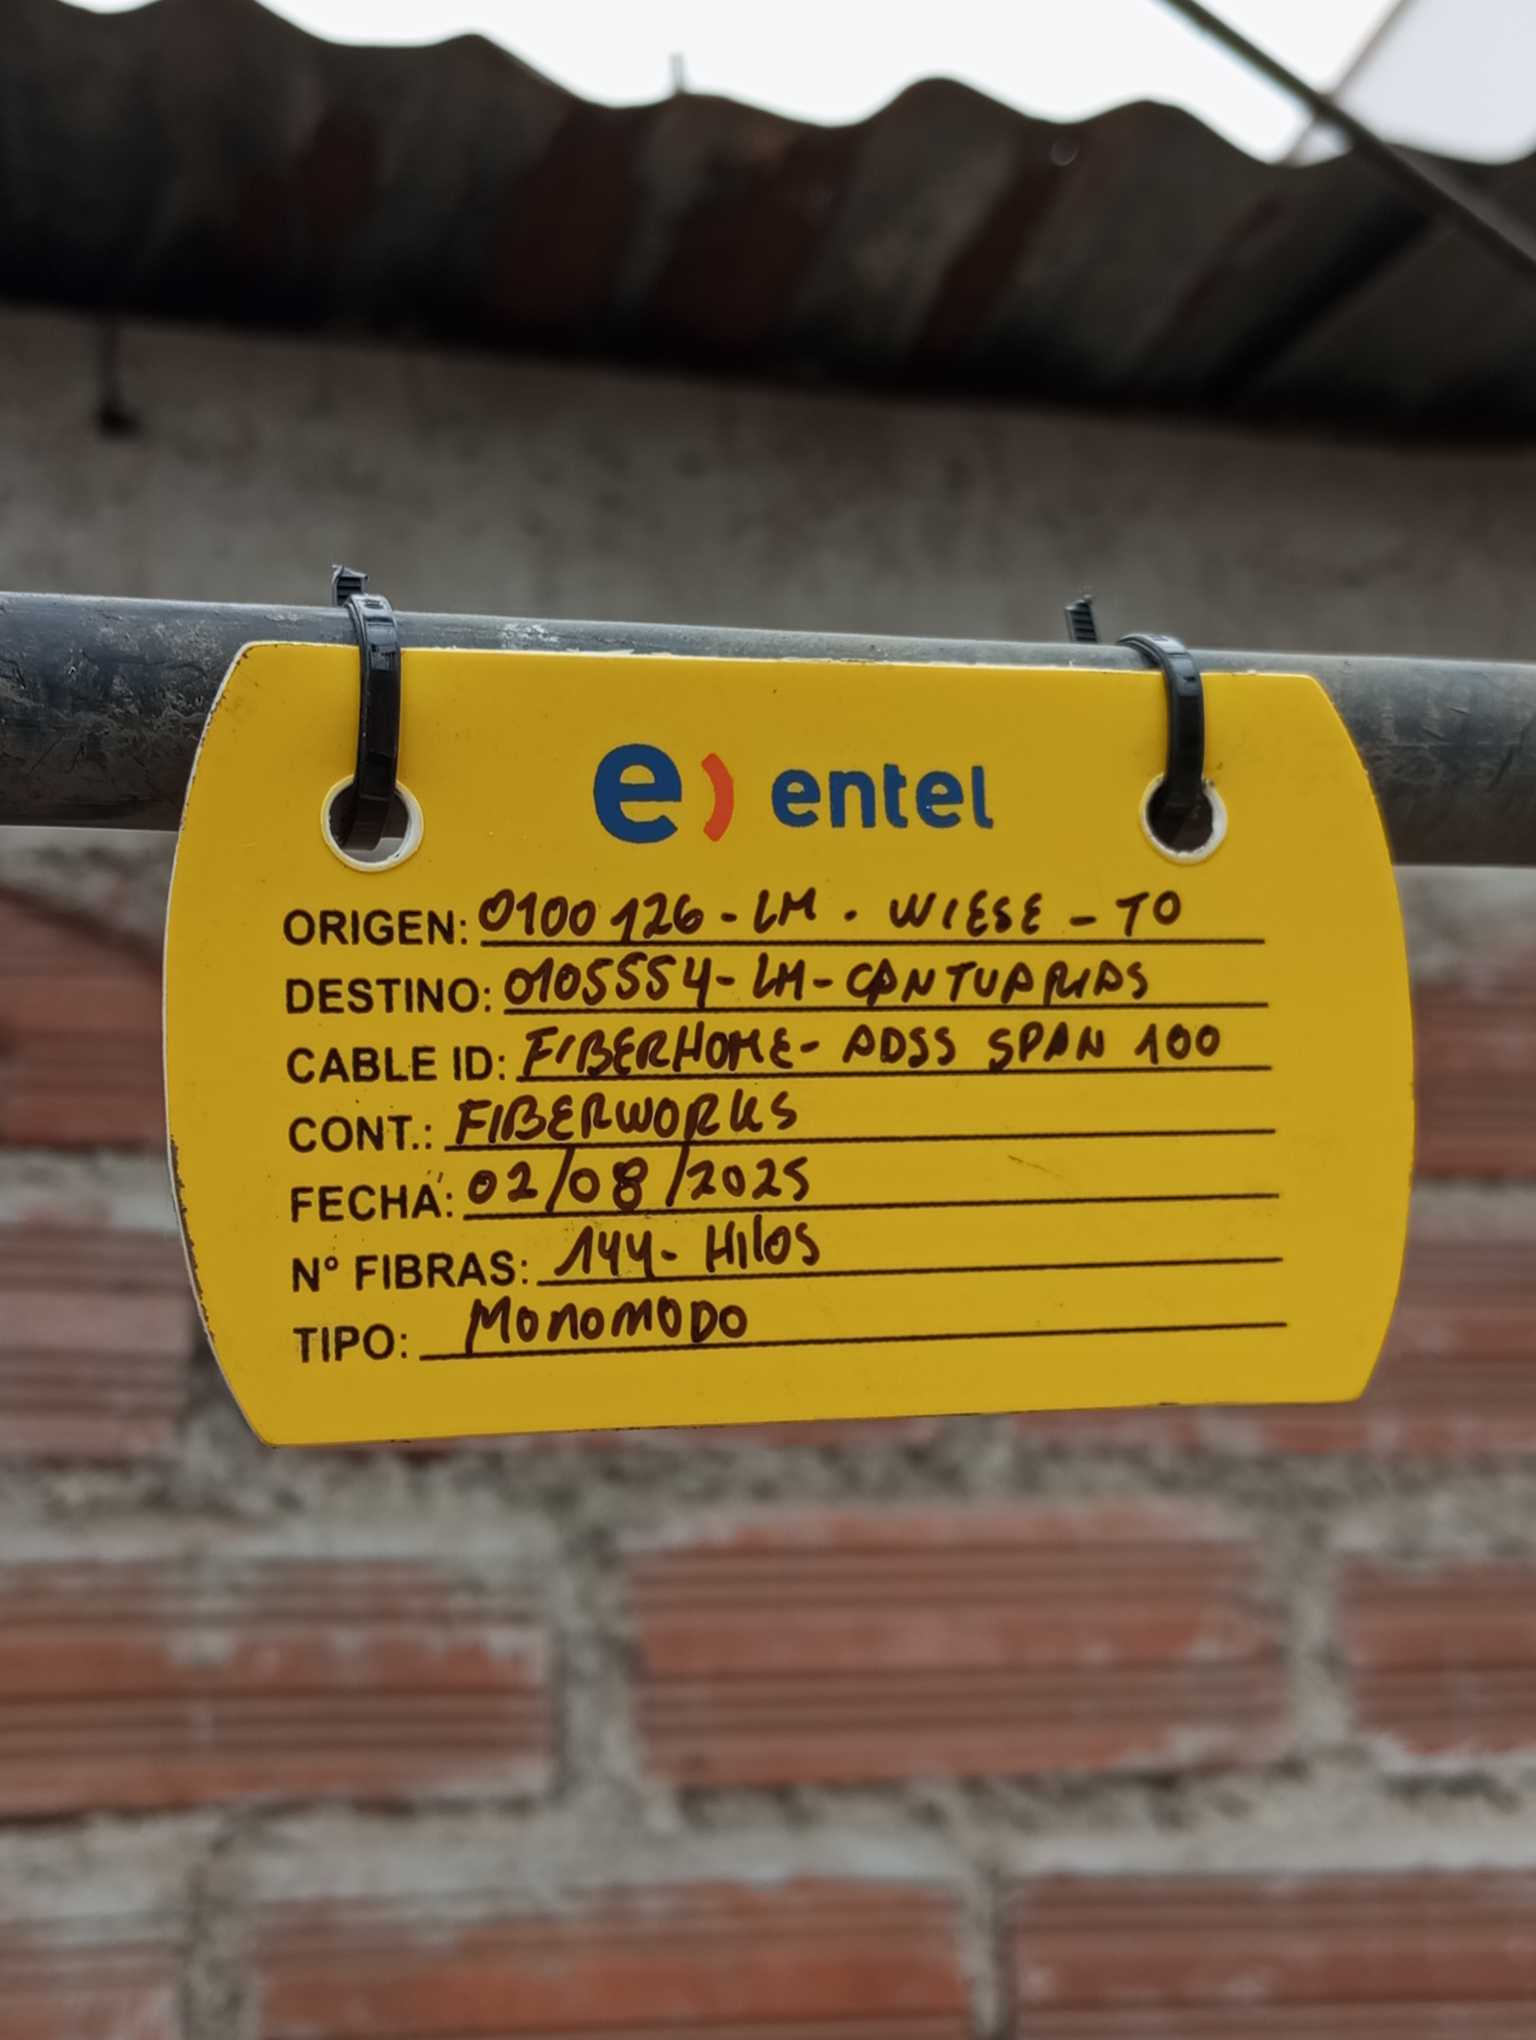 e) entel
ORIGEN: 0100126-LM. WIESE-TO
DESTINO: 0105554-LM-CANTUARIAS
CABLE ID: FIBERHOME- ADSS SPAN 100
CONT.: FIBERWORKS
FECHA: 02/08/2025
N° FIBRAS: 144- Hilos
TIPO: MONOMODO